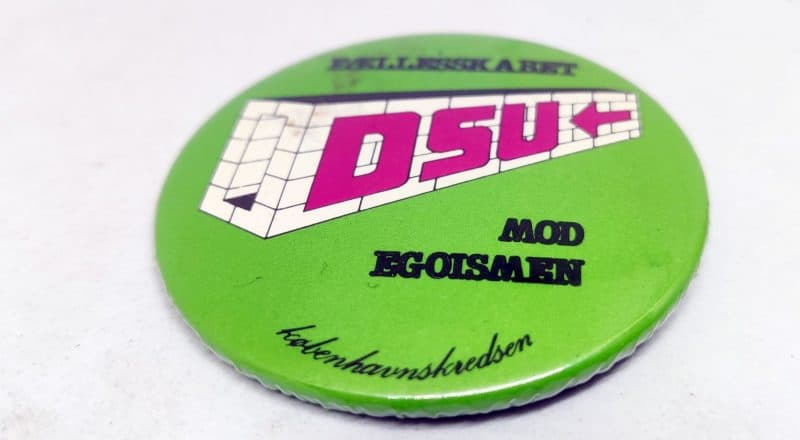 FÆLLESSKABET
DSU
MOD
EGOISMEN
københavnskredsen